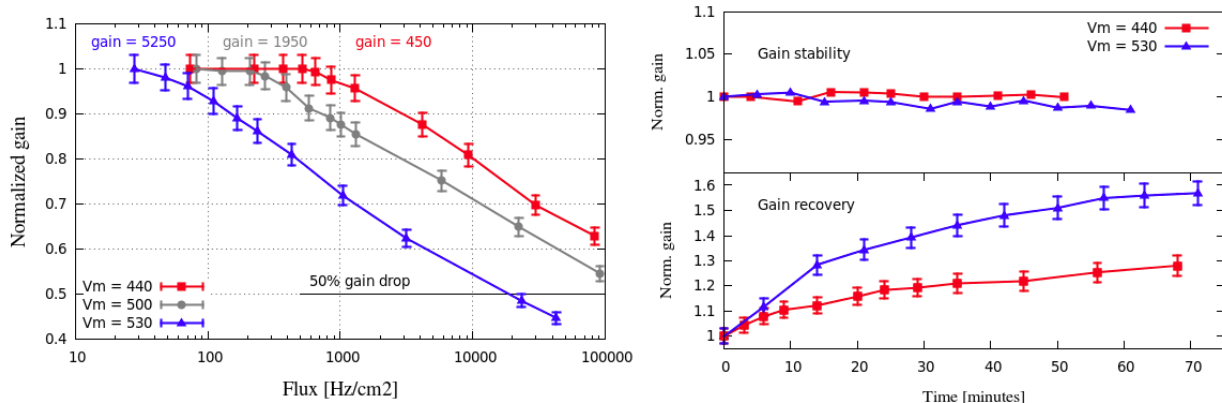 gain = 5250 gain = 1950 gain = 450
1.1
1
0.9
0.8
0.7
0.6
0.5
0.4
Normalized gain
50% gain drop
Vm = 440
Vm = 500
Vm = 530
10 100 1000 10000 100000
Flux [Hz/cm2]
Vm = 440
Vm = 530
Gain stability
1.1
1.05
1
0.95
Norm. gain
Gain recovery
1.6
1.5
1.4
1.3
1.2
1.1
1
Norm. gain
0 10 20 30 40 50 60 70
Time [minutes]